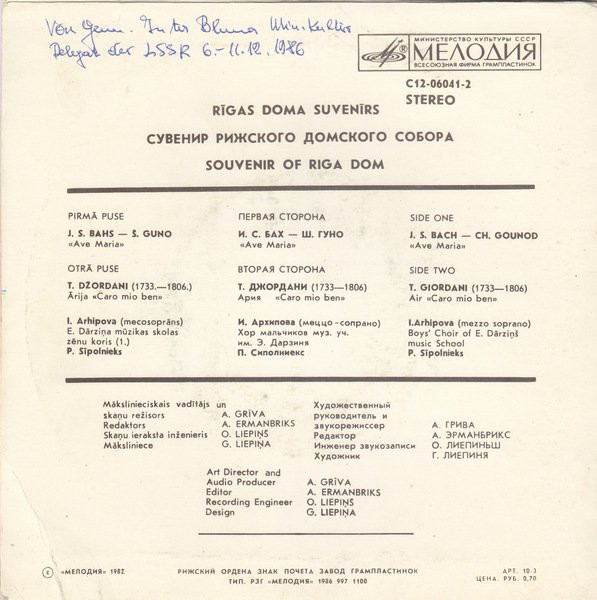 Von Genn.
Delegat. der LSSR 6.-11.12.1986
МИНИСТЕРСТВО КУЛЬТУРЫ СССР
МЕЛОДИЯ
ВСЕСОЮЗНАЯ ФИРМА ГРАМПЛАСТИНОК
C12-06041-2
STEREO
RĪGAS DOMA SUVENĪRS
СУВЕНИР РИЖСКОГО ДОМСКОГО СОБОРА
SOUVENIR OF RIGA DOM
PIRMĀ PUSE
J. S. BAHS — Š. GUNO
«Ave Maria»
OTRĀ PUSE
T. DŽORDANI (1733.—1806.)
Ārija «Caro mio ben»
I. Arhipova (mecosoprāns)
E. Dārziņa mūzikas skolas
zēnu koris (1.)
P. Sīpolnieks
ПЕРВАЯ СТОРОНА
И. С. БАХ — Ш. ГУНО
«Ave Maria»
ВТОРАЯ СТОРОНА
Т. ДЖОРДАНИ (1733—1806)
Ария «Caro mio ben»
И. Архипова (меццо-сопрано)
Хор мальчиков муз. уч.
им. Э. Дарзиня
П. Сиполниекс
SIDE ONE
J. S. BACH — CH. GOUNOD
«Ave Maria»
SIDE TWO
T. GIORDANI (1733—1806)
Air «Caro mio ben»
I.Arhipova (mezzo soprano)
Boys' Choir of E. Dārziņš
music School
P. Sīpolnieks
Mākslinieciskais vadītājs un
skaņu režisors A. GRĪVA
Redaktors A. ERMANBRIKS
Skaņu ieraksta inženieris O. LIEPIŅŠ
Māksliniece G. LIEPIŅA
Художественный
руководитель и
звукорежиссер А. ГРИВА
Редактор А. ЭРМАНБРИКС
Инженер звукозаписи О. ЛИЕПИНЬШ
Художник Г. ЛИЕПИНЯ
Art Director and
Audio Producer A. GRĪVA
Editor A. ERMANBRIKS
Recording Engineer O. LIEPIŅŠ
Design G. LIEPIŅA
© «МЕЛОДИЯ» 1982
РИЖСКИЙ ОРДЕНА ЗНАК ПОЧЕТА ЗАВОД ГРАМПЛАСТИНОК
ТИП. РЗГ «МЕЛОДИЯ» 1986 997 1100
АРТ. 10-3
ЦЕНА. РУБ. 0,70